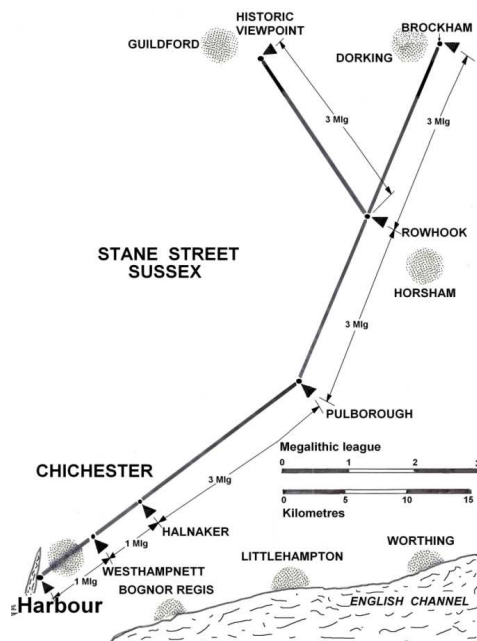 HISTORIC
VIEWPOINT
GUILDFORD
BROCKHAM
DORKING
3 Mlg
3 Mlg
ROWHOOK
STANE STREET
SUSSEX
HORSHAM
3 Mlg
PULBOROUGH
Megalithic league
0 1 2 3
CHICHESTER
3 Mlg
0 5 10 15
Kilometres
HALNAKER
1 Mlg
WESTHAMPNETT
LITTLEHAMPTON
WORTHING
1 Mlg
Harbour
BOGNOR REGIS
ENGLISH CHANNEL